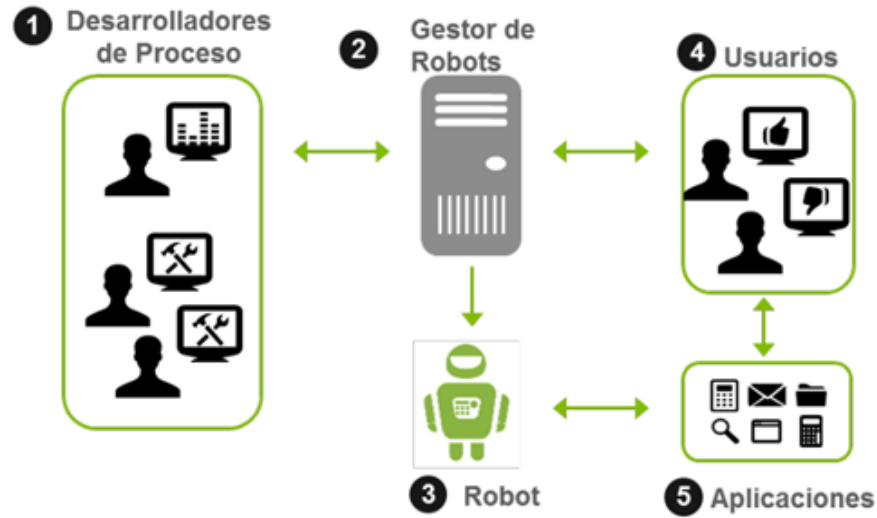 1 Desarrolladores
de Proceso
2 Gestor de
Robots
4 Usuarios
3 Robot
5 Aplicaciones